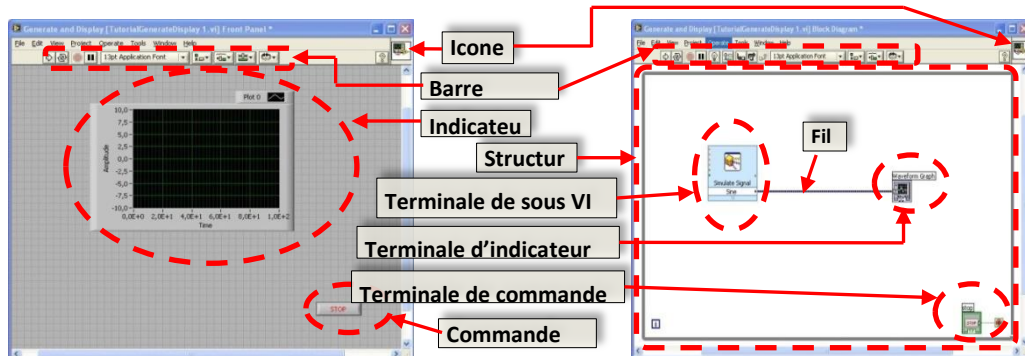 Generate and Display [TutorialGenerateDisplay 1.vi] Front Panel *
File Edit View Project Operate Tools Window Help
13pt Application Font
Plot 0
10,0-
7,5-
5,0-
2,5-
0,0-
-2,5-
-5,0-
-7,5-
-10,0-
Amplitude
0,0E+0 2,0E+1 4,0E+1 6,0E+1 8,0E+1 1,0E+2
Time
STOP
Icone
Barre
Indicateu
Structur
Terminale de sous VI
Terminale d'indicateur
Terminale de commande
Commande
Fil
Generate and Display [TutorialGenerateDisplay 1.vi] Block Diagram *
File Edit View Project Operate Tools Window Help
13pt Application Font
Simulate Signal
Sine
Waveform Graph
stop
STOP
i